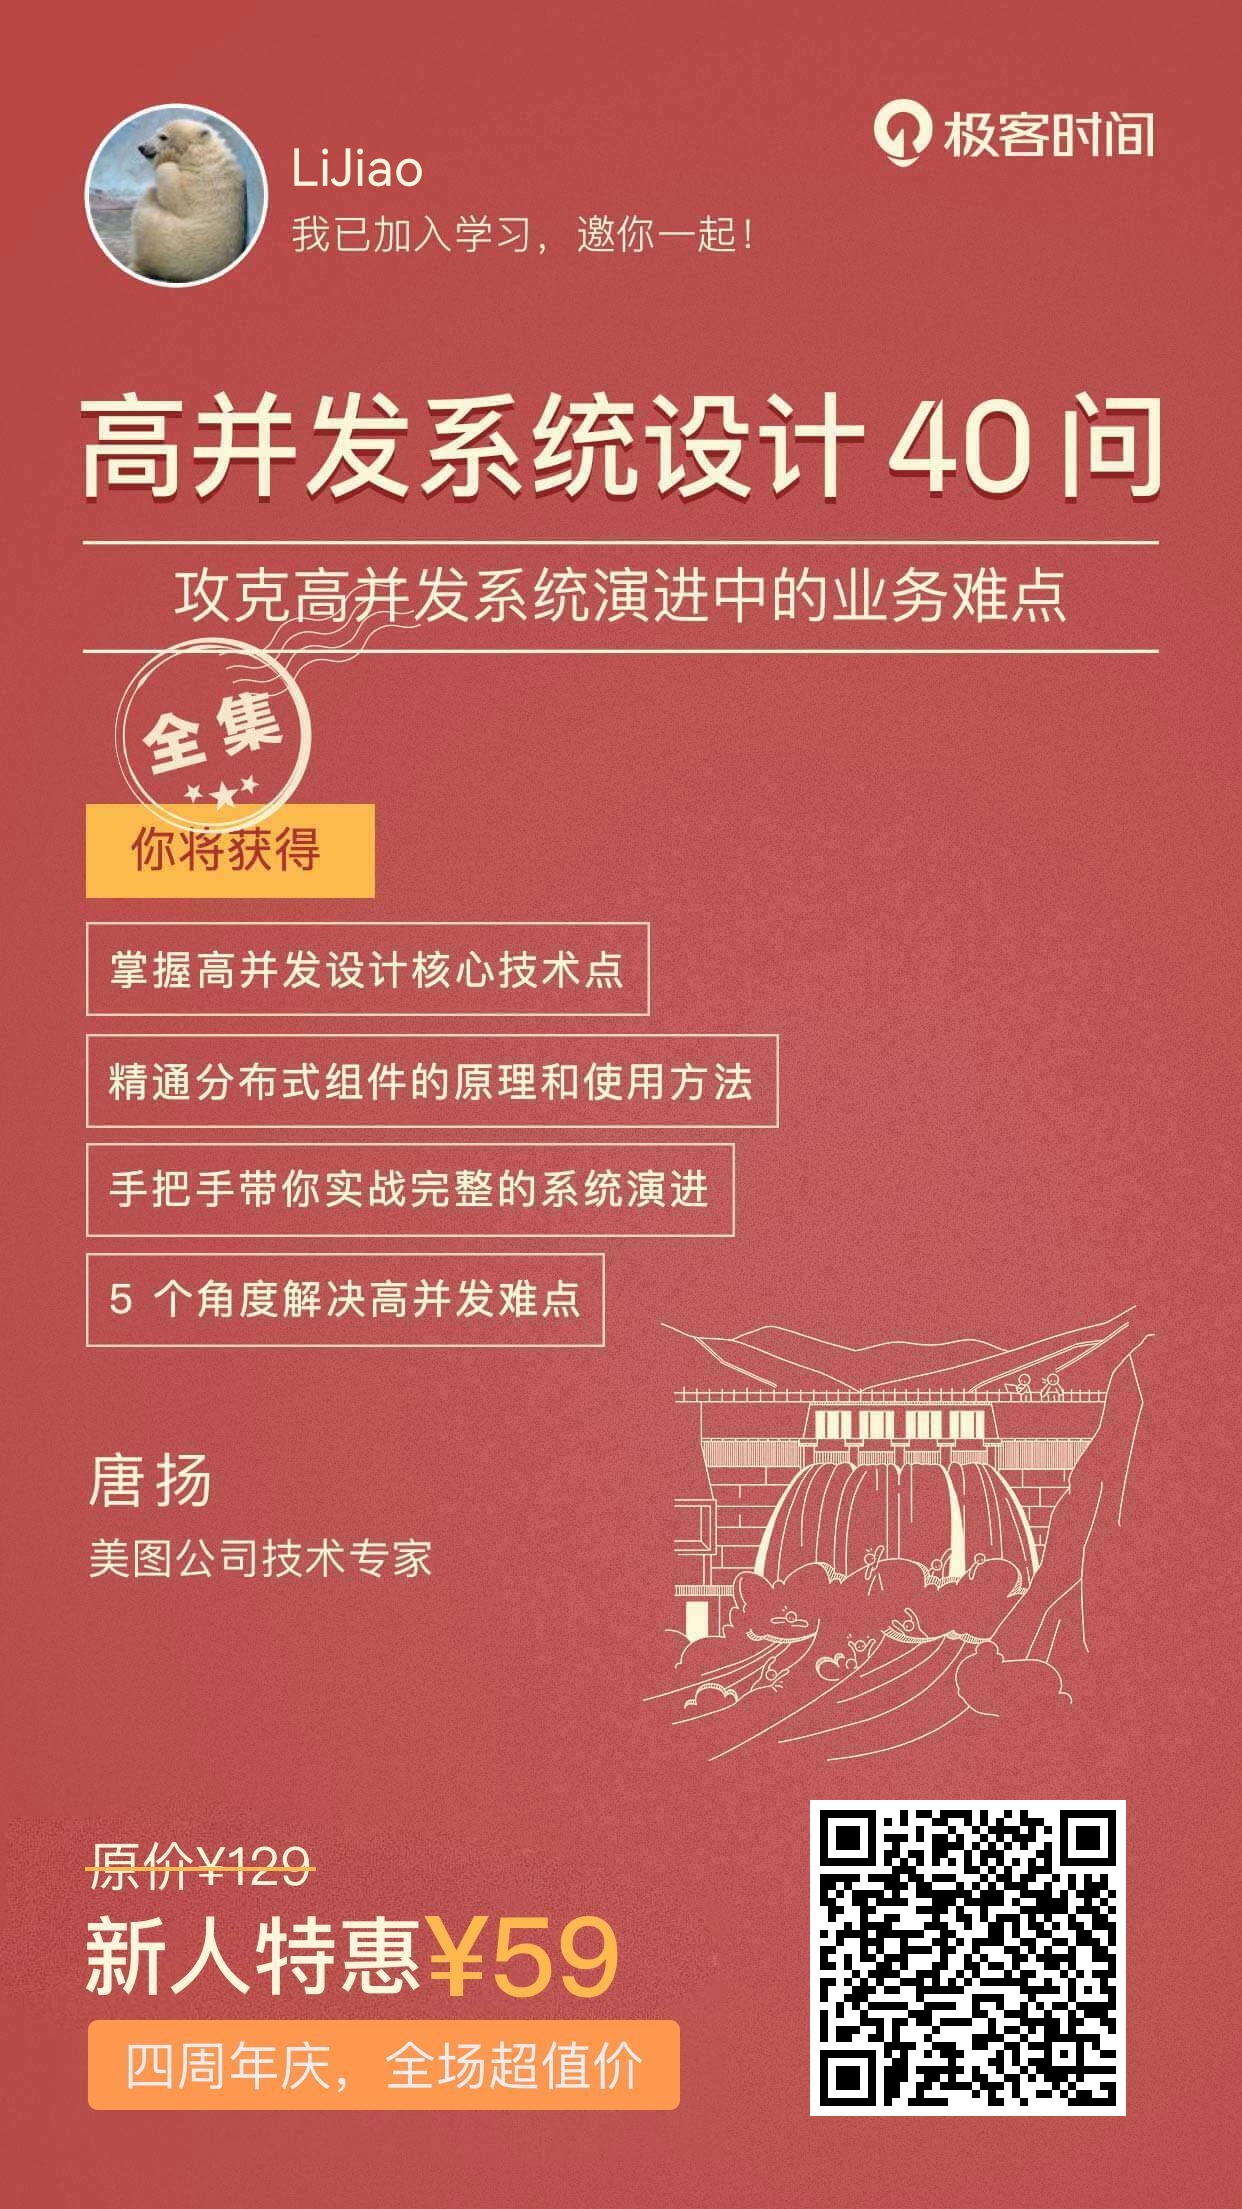 极客时间
LiJiao
我已加入学习，邀你一起！
高并发系统设计 40 问
攻克高并发系统演进中的业务难点
全集
你将获得
掌握高并发设计核心技术点
精通分布式组件的原理和使用方法
手把手带你实战完整的系统演进
5 个角度解决高并发难点
唐扬
美图公司技术专家
原价¥129
新人特惠¥59
四周年庆，全场超值价